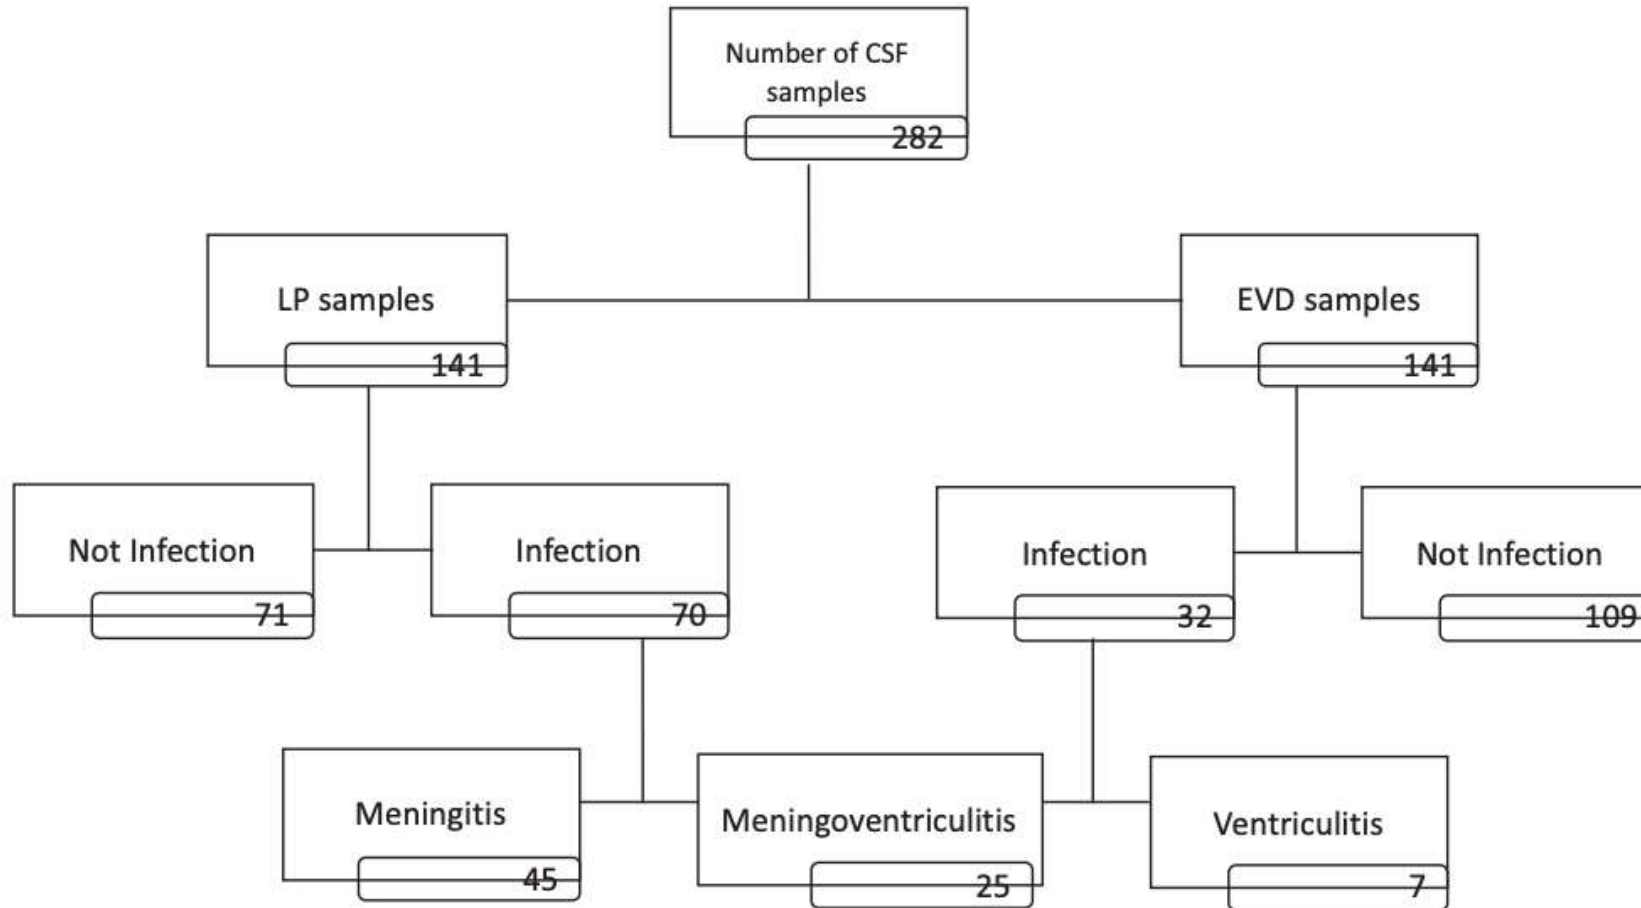 Number of CSF
samples
282
LP samples
141
EVD samples
141
Not Infection
71
Infection
70
Infection
32
Not Infection
109
Meningitis
45
Meningoventriculitis
25
Ventriculitis
7